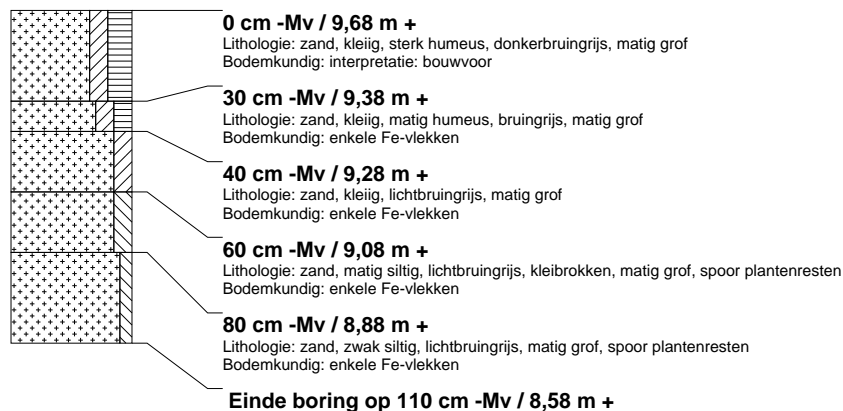 0 cm -Mv / 9,68 m +
Lithologie: zand, kleiig, sterk humeus, donkerbruingrijs, matig grof
Bodemkundig: interpretatie: bouwvoor
30 cm -Mv / 9,38 m +
Lithologie: zand, kleiig, matig humeus, bruingrijs, matig grof
Bodemkundig: enkele Fe-vlekken
40 cm -Mv / 9,28 m +
Lithologie: zand, kleiig, lichtbruingrijs, matig grof
Bodemkundig: enkele Fe-vlekken
60 cm -Mv / 9,08 m +
Lithologie: zand, matig siltig, lichtbruingrijs, kleibrokken, matig grof, spoor plantenresten
Bodemkundig: enkele Fe-vlekken
80 cm -Mv / 8,88 m +
Lithologie: zand, zwak siltig, lichtbruingrijs, matig grof, spoor plantenresten
Bodemkundig: enkele Fe-vlekken
Einde boring op 110 cm -Mv / 8,58 m +